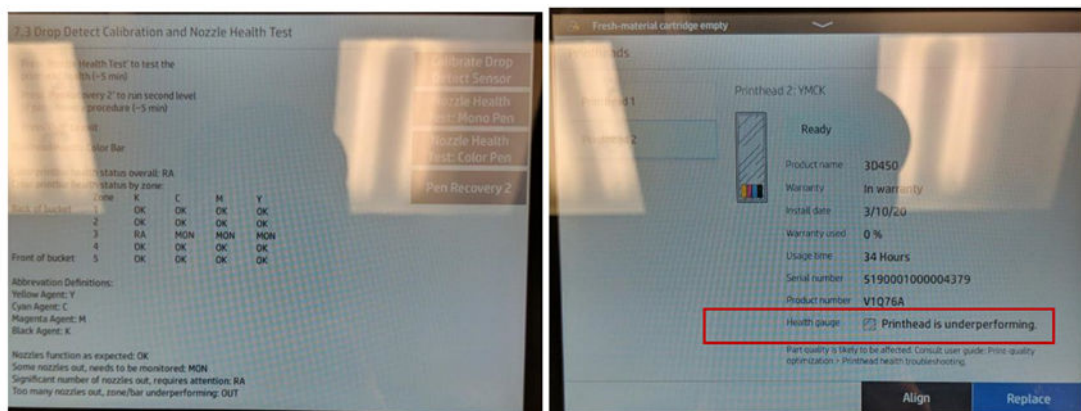 7.3 Drop Detect Calibration and Nozzle Health Test
Health Test' to test the
(~5 min)
2' to run second level
procedure (~5 min)
Color Bar
health status overall: RA
health status by zone:
Zone K C M Y
Back of bucket 1 OK OK OK OK
2 OK OK OK OK
3 RA MON MON MON
4 OK OK OK OK
Front of bucket 5 OK OK OK OK
Abbrevation Definitions:
Yellow Agent: Y
Cyan Agent: C
Magenta Agent: M
Black Agent: K
Nozzles function as expected: OK
Some nozzles out, needs to be monitored: MON
Significant number of nozzles out, requires attention: RA
Too many nozzles out, zone/bar underperforming: OUT
Calibrate Drop
Detect Sensor
Nozzle Health
Test: Mono Pen
Nozzle Health
Test: Color Pen
Pen Recovery 2
Fresh-material cartridge empty
Printheads
Printhead 1
Printhead 2
Printhead 2: YMCK
Ready
Product name 3D450
Warranty In warranty
Install date 3/10/20
Warranty used 0 %
Usage time 34 Hours
Serial number 5190001000004379
Product number V1Q76A
Health gauge Printhead is underperforming.
Part quality is likely to be affected. Consult user guide: Print-quality
optimization > Printhead health troubleshooting.
Align
Replace